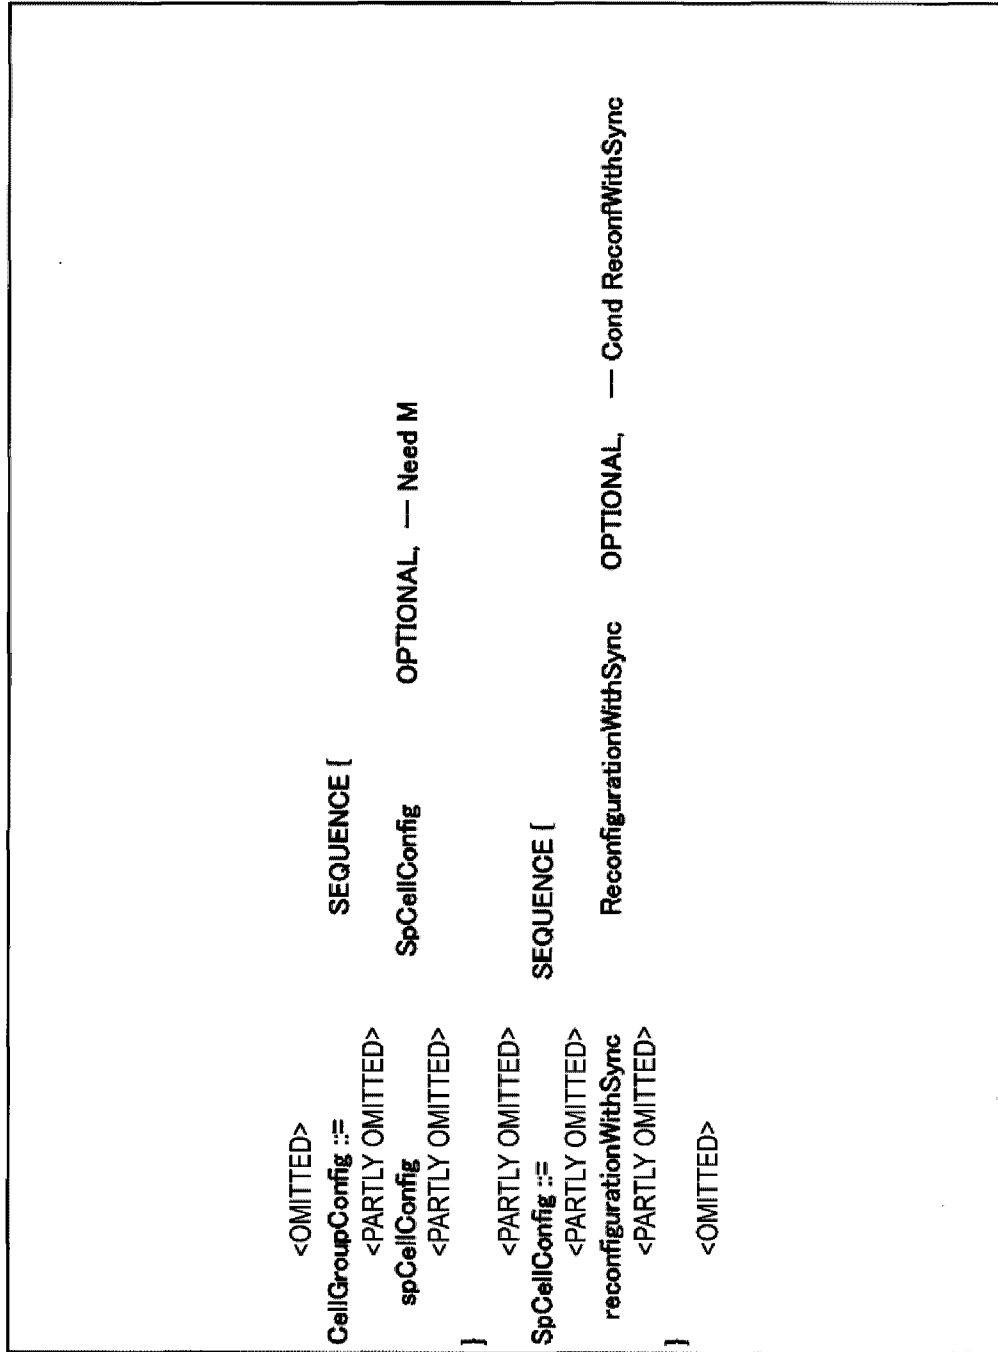 <OMITTED>
CellGroupConfig ::= SEQUENCE {
<PARTLY OMITTED>
spCellConfig SpCellConfig OPTIONAL, -- Need M
<PARTLY OMITTED>
}
<PARTLY OMITTED>
SpCellConfig ::= SEQUENCE {
<PARTLY OMITTED>
reconfigurationWithSync ReconfigurationWithSync OPTIONAL, -- Cond ReconfWithSync
<PARTLY OMITTED>
}
<OMITTED>